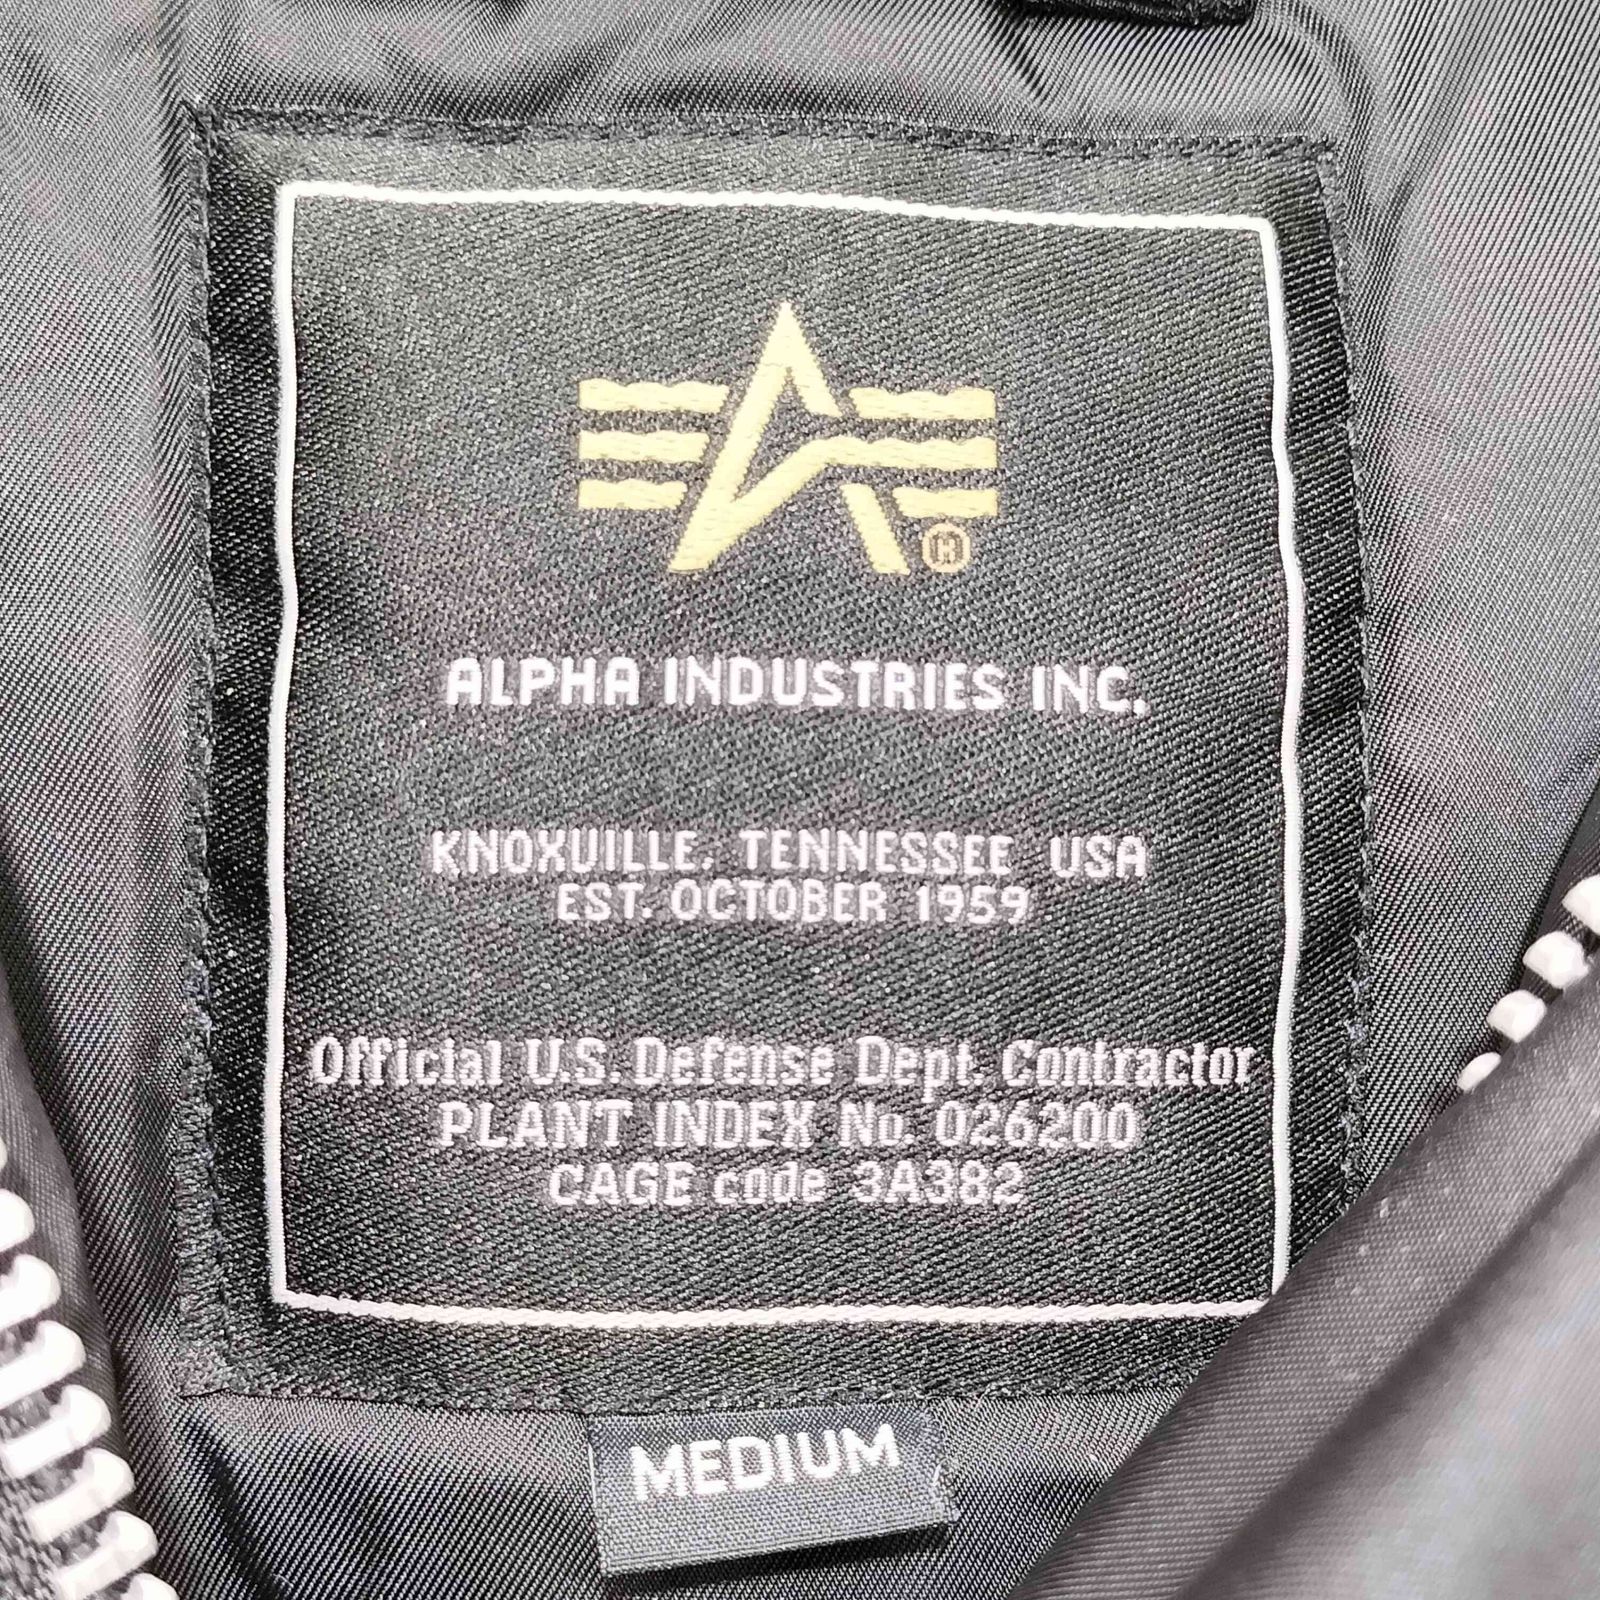 ALPHA INDUSTRIES INC.
KNOXVILLE, TENNESSEE USA
EST. OCTOBER 1959
Official U.S. Defense Dept. Contractor
PLANT INDEX No. 026200
CAGE code 3A382
MEDIUM